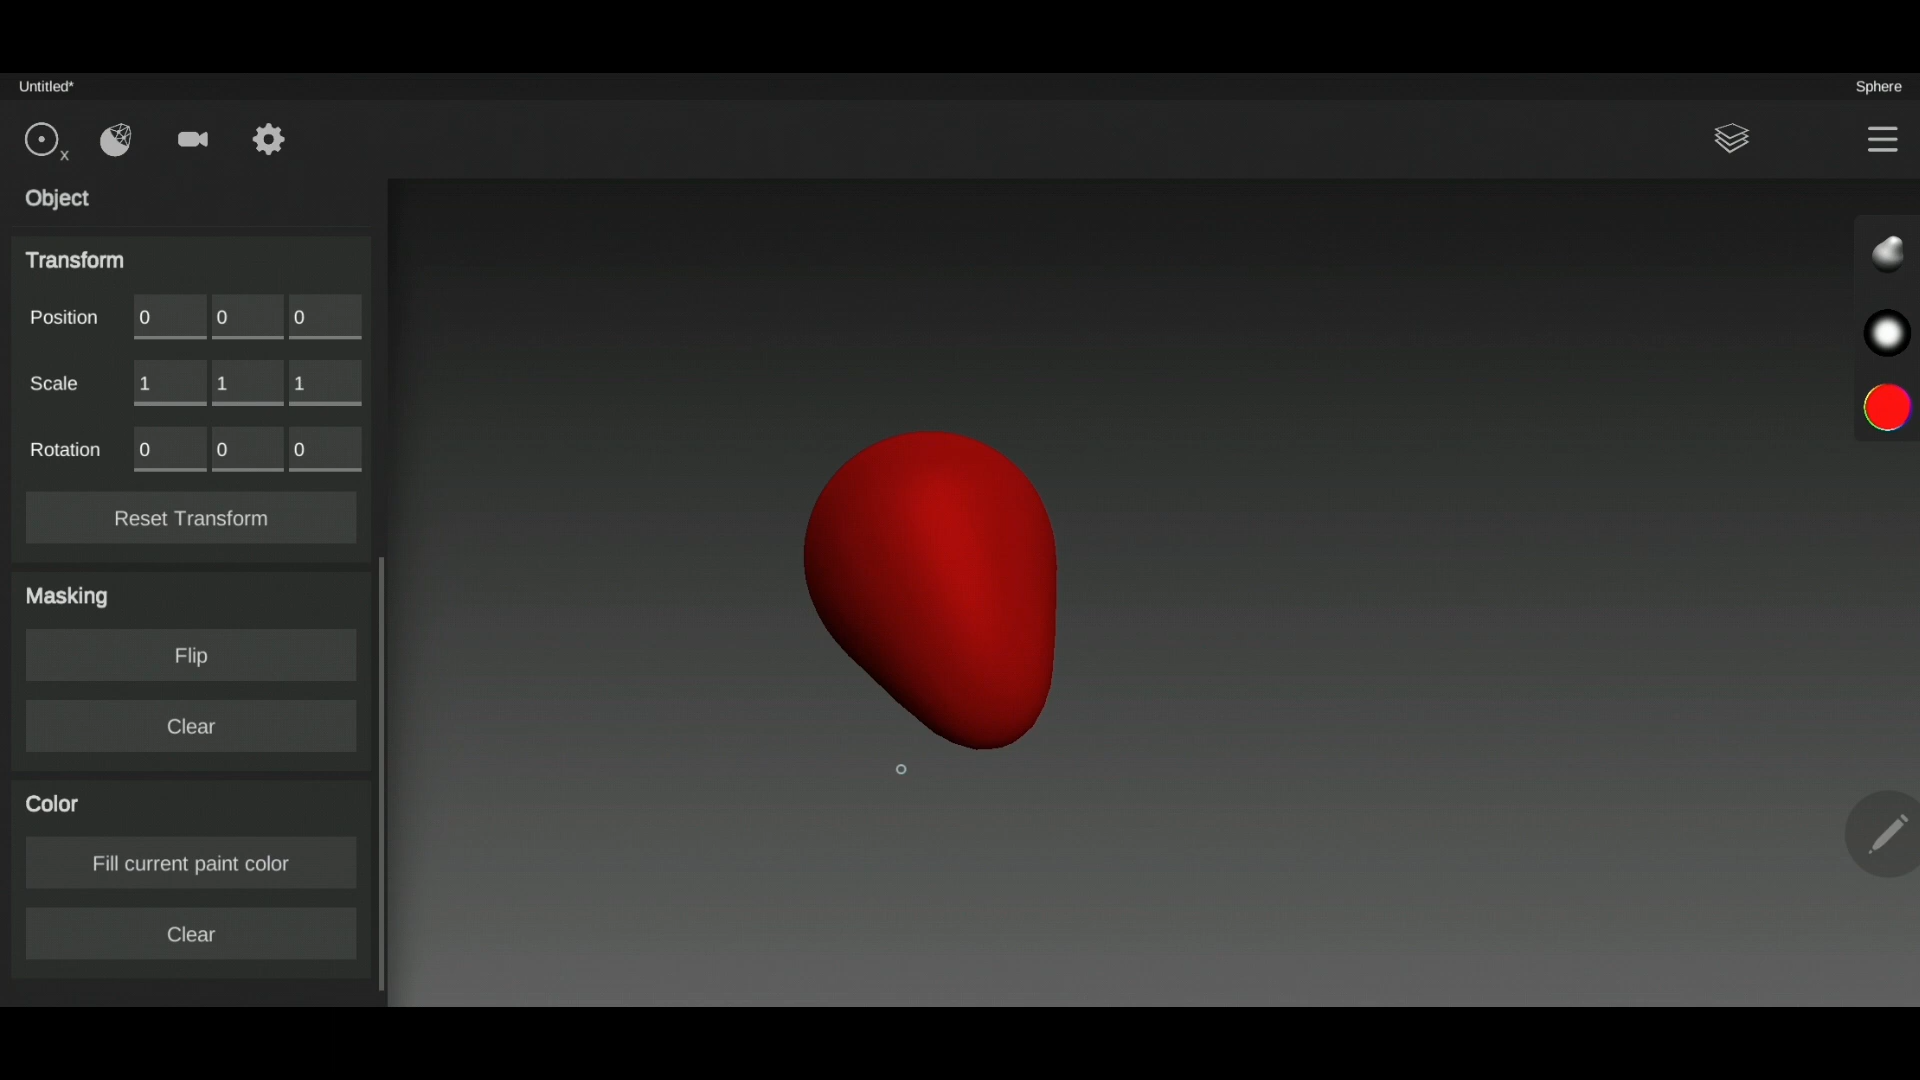 Untitled*
Sphere
x
Object
Transform
Position 0 0 0
Scale 1 1 1
Rotation 0 0 0
Reset Transform
Masking
Flip
Clear
Color
Fill current paint color
Clear